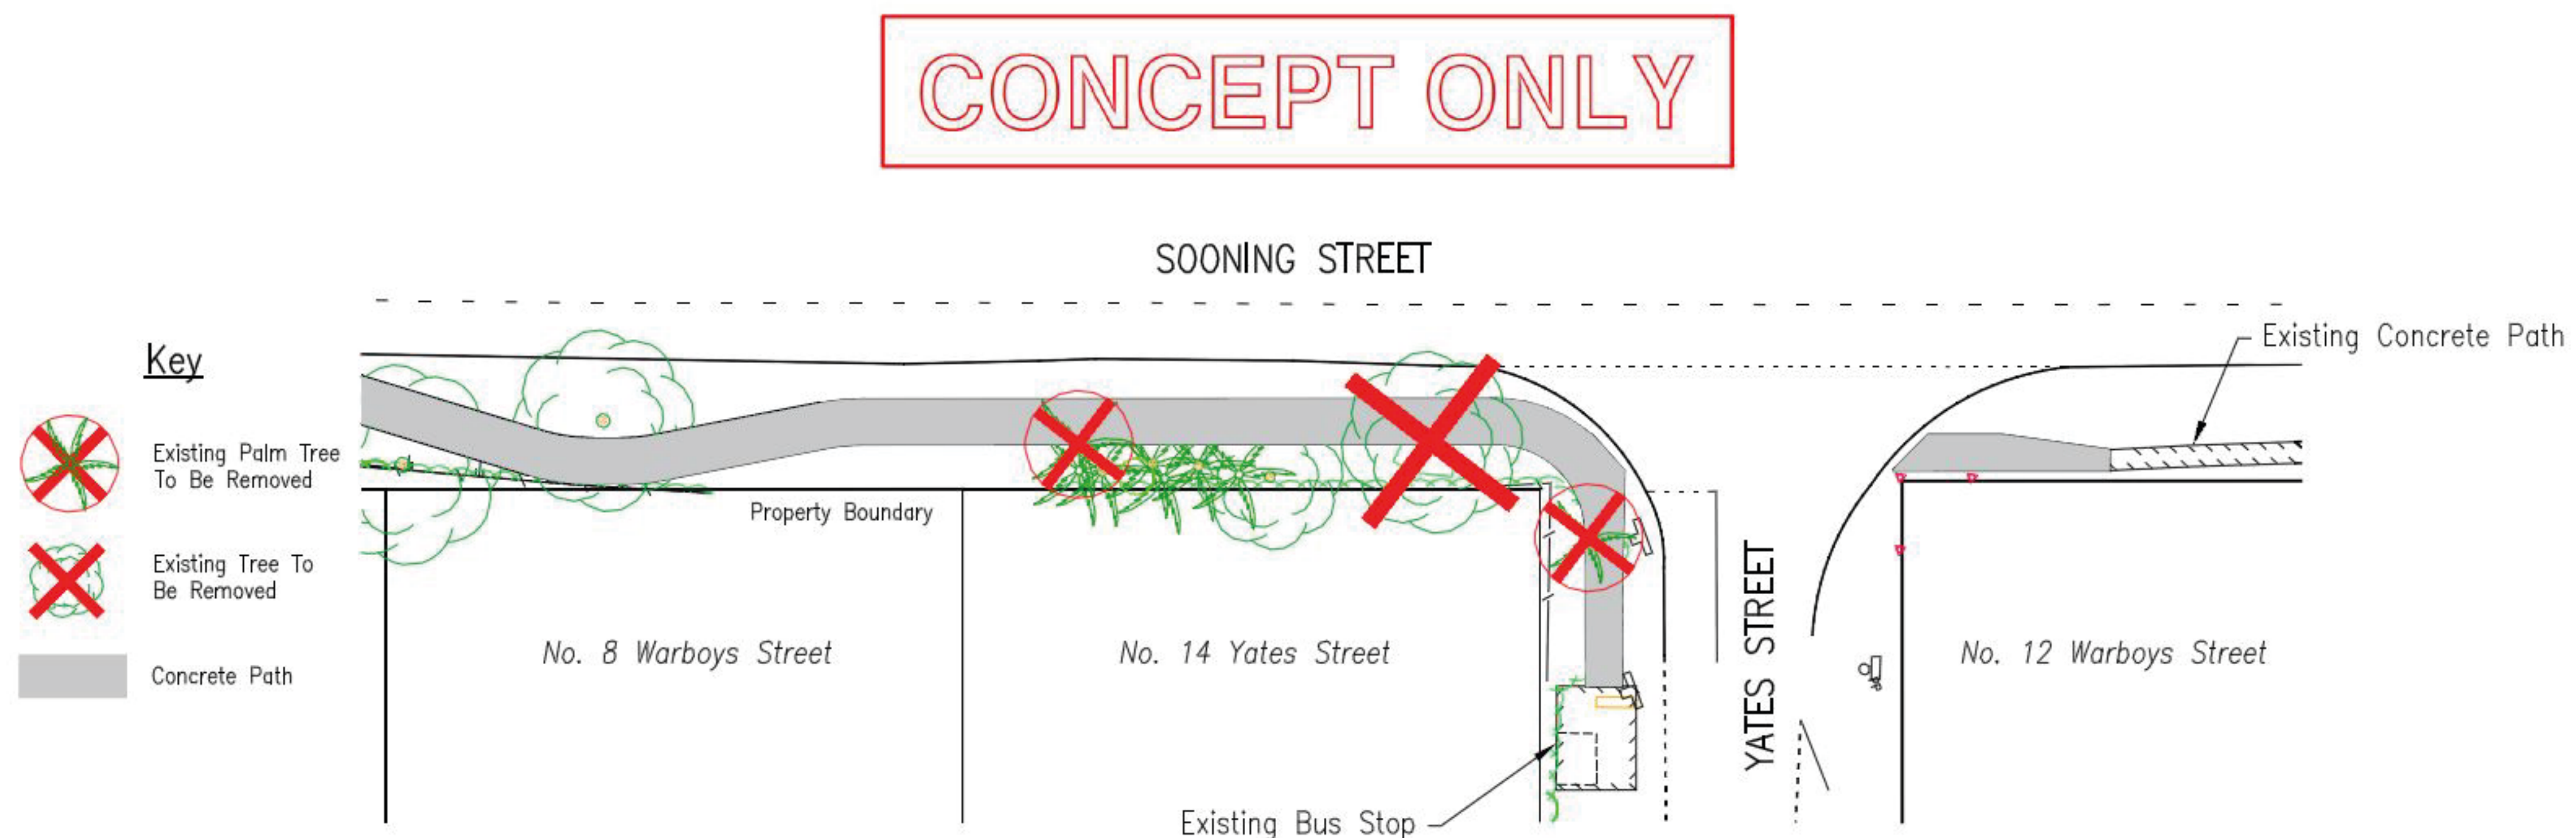 CONCEPT ONLY
SOONING STREET
Existing Concrete Path
Key
Existing Palm Tree
To Be Removed
Existing Tree To
Be Removed
Concrete Path
Property Boundary
No. 8 Warboys Street
No. 14 Yates Street
YATES STREET
No. 12 Warboys Street
Existing Bus Stop